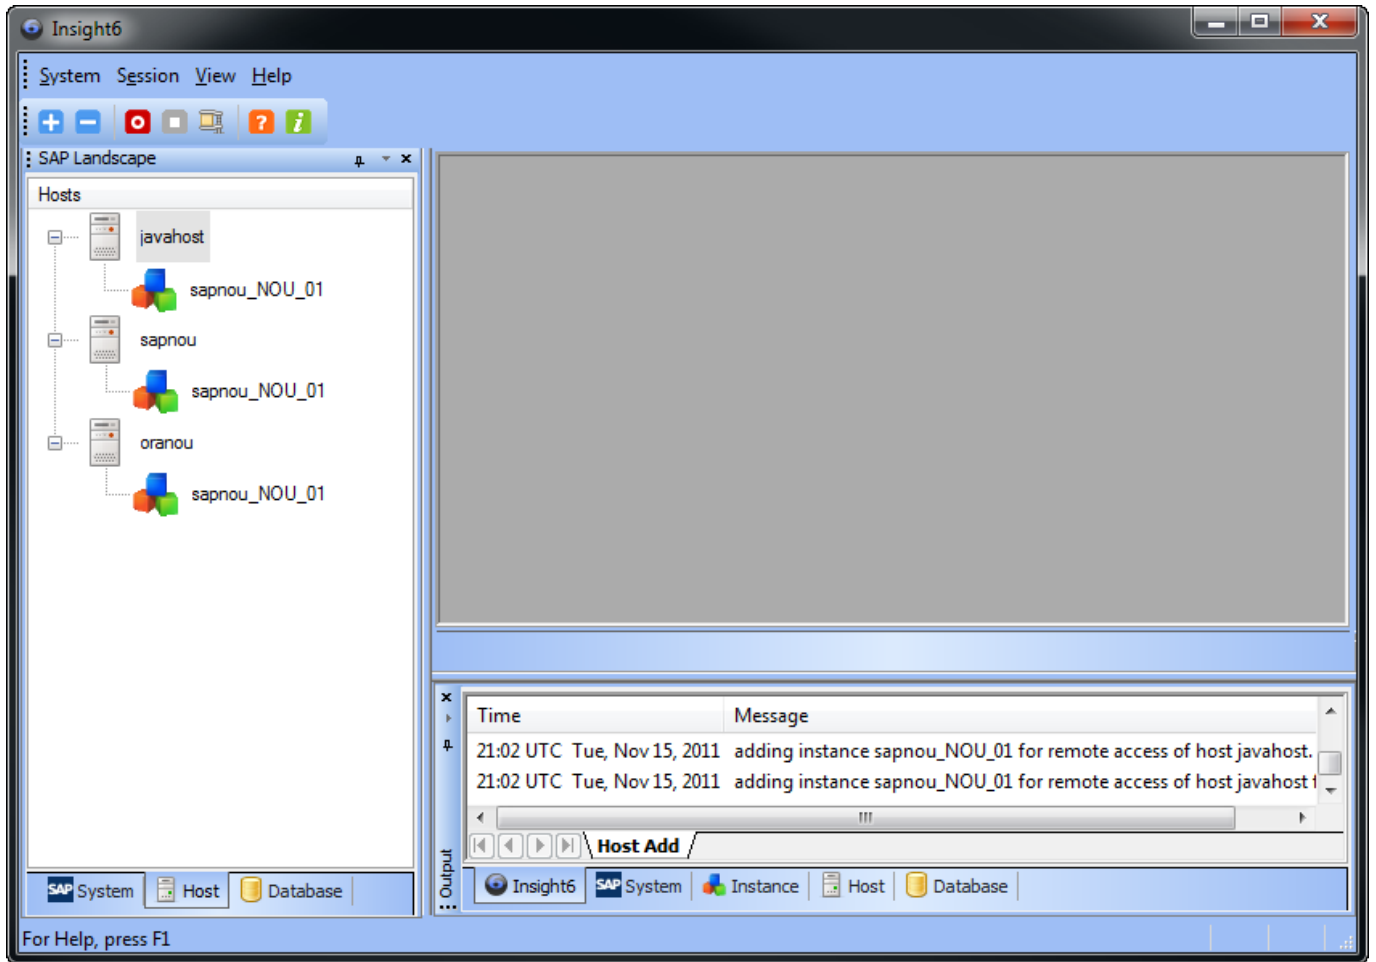 Insight6
System Session View Help
SAP Landscape
Hosts
javahost
sapnou_NOU_01
sapnou
sapnou_NOU_01
oranou
sapnou_NOU_01
SAP System Host Database
Output
Time Message
21:02 UTC Tue, Nov 15, 2011 adding instance sapnou_NOU_01 for remote access of host javahost.
21:02 UTC Tue, Nov 15, 2011 adding instance sapnou_NOU_01 for remote access of host javahost
Host Add
Insight6 SAP System Instance Host Database
For Help, press F1